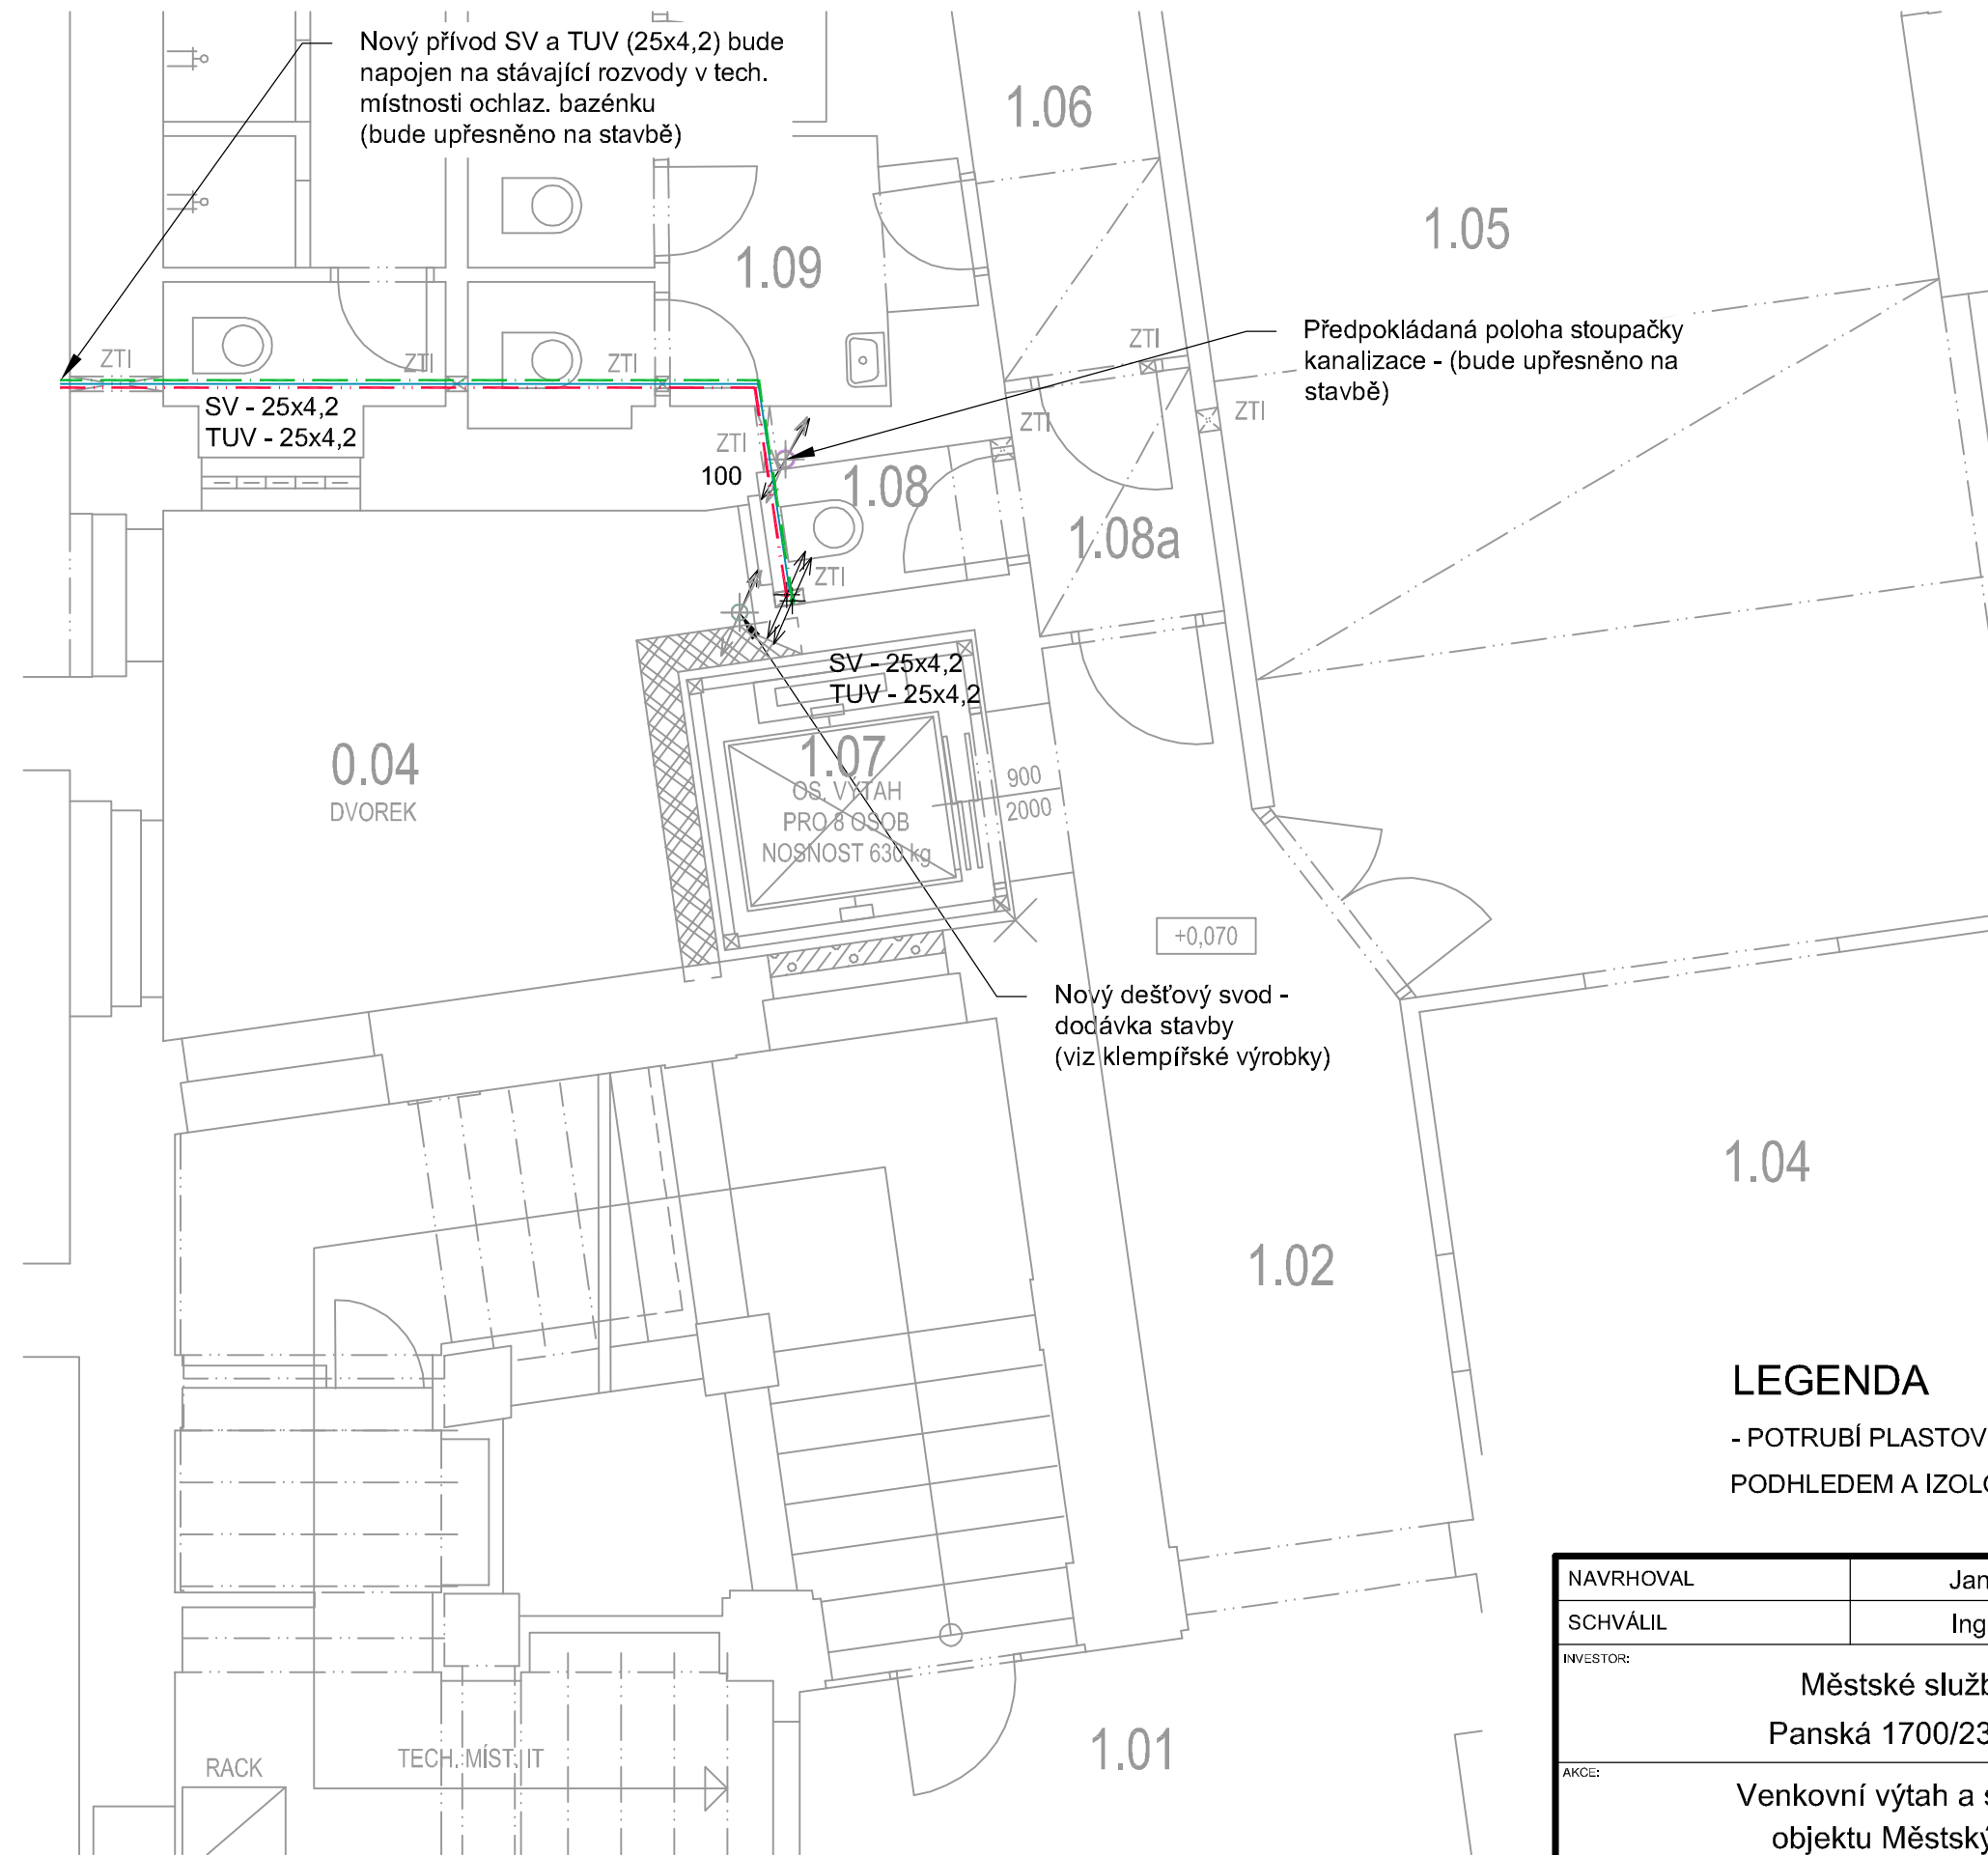 Nový přívod SV a TUV (25x4,2) bude
napojen na stávající rozvody v tech.
místnosti ochlaz. bazénku
(bude upřesněno na stavbě)
1.06
1.05
1.09
Předpokládaná poloha stoupačky
kanalizace - (bude upřesněno na
stavbě)
ZTI
ZTI
ZTI
ZTI
SV - 25x4,2
TUV - 25x4,2
ZTI
ZTI
ZTI
100
1.08
1.08a
ZTI
SV - 25x4,2
TUV - 25x4,2
0.04
DVOREK
1.07
OS. VÝTAH
PRO 8 OSOB
NOSNOST 630 kg
900
2000
+0,070
Nový dešťový svod -
dodávka stavby
(viz klempířské výrobky)
1.04
1.02
LEGENDA
- POTRUBÍ PLASTOV
PODHLEDEM A IZOL
NAVRHOVAL
Jan
SCHVÁLIL
Ing
INVESTOR:
Městské služb
Panská 1700/23
AKCE:
Venkovní výtah a s
objektu Městský
1.01
RACK
TECH. MÍST. IT